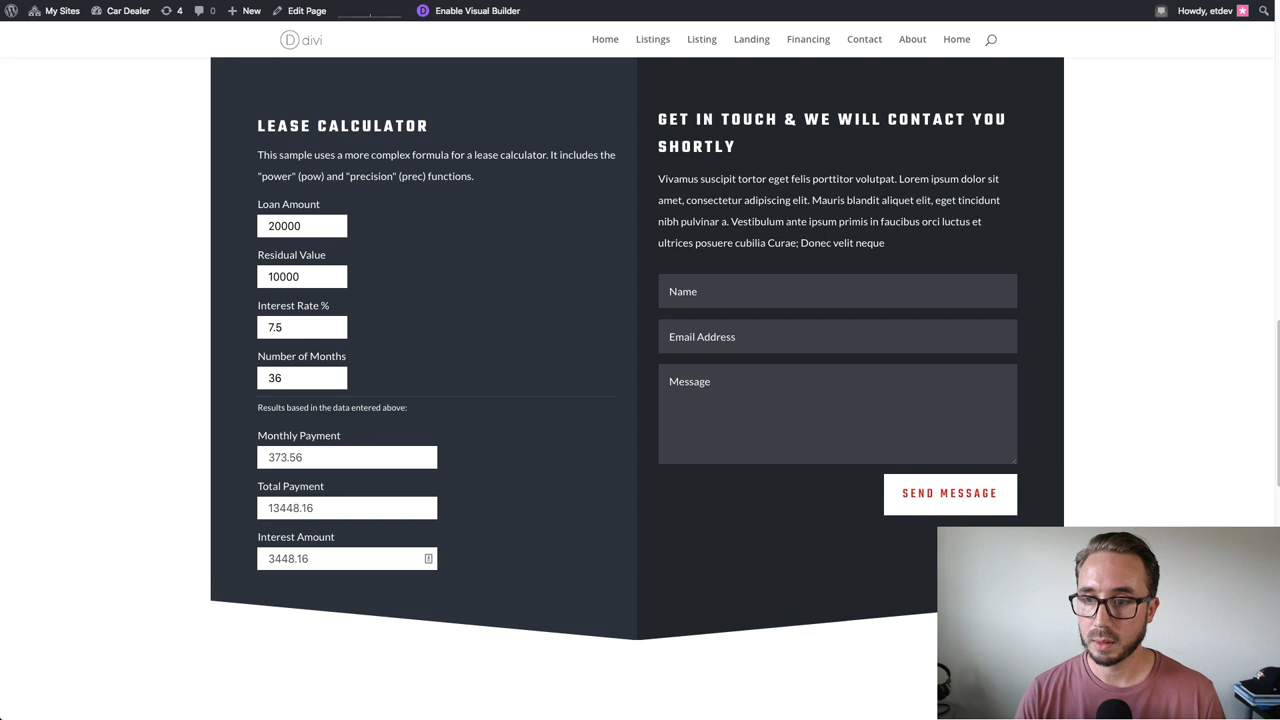 My Sites
Car Dealer
4
0
New
Edit Page
D
Enable Visual Builder
Howdy, etdev
D divi
Home
Listings
Listing
Landing
Financing
Contact
About
Home
LEASE CALCULATOR
This sample uses a more complex formula for a lease calculator. It includes the
"power" (pow) and "precision" (prec) functions.
Loan Amount
20000
Residual Value
10000
Interest Rate %
7.5
Number of Months
36
Results based in the data entered above:
Monthly Payment
373.56
Total Payment
13448.16
Interest Amount
3448.16
GET IN TOUCH & WE WILL CONTACT YOU
SHORTLY
Vivamus suscipit tortor eget felis porttitor volutpat. Lorem ipsum dolor sit
amet, consectetur adipiscing elit. Mauris blandit aliquet elit, eget tincidunt
nibh pulvinar a. Vestibulum ante ipsum primis in faucibus orci luctus et
ultrices posuere cubilia Curae; Donec velit neque
Name
Email Address
Message
SEND MESSAGE